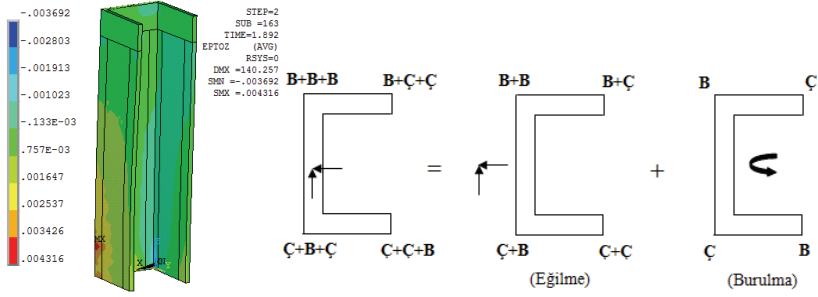 -.003692
-.002803
-.001913
-.001023
-.133E-03
.757E-03
.001647
.002537
.003426
.004316
STEP=2
SUB =163
TIME=1.892
EPTOZ (AVG)
RSYS=0
DMX =140.257
SMN =-.003692
SMX =.004316
MX
X
B+B+B B+Ç+Ç
Ç+B+Ç Ç+Ç+B
=
B+B B+Ç
Ç+B Ç+Ç
(Eğilme)
+
B Ç
Ç B
(Burulma)